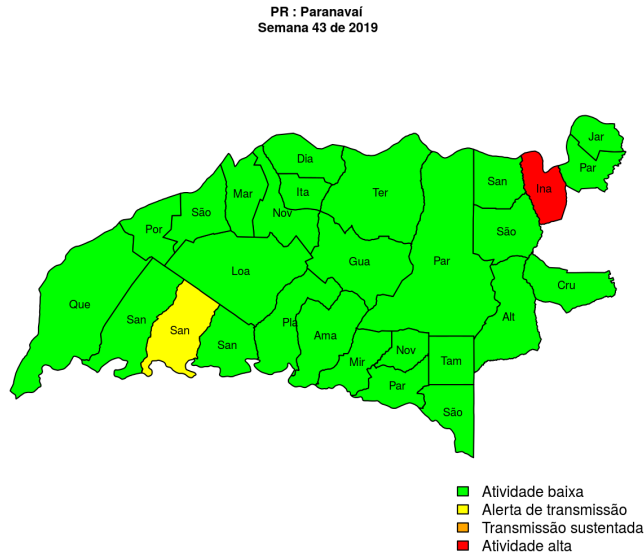 PR : Paranavaí
Semana 43 de 2019
Jar
Par
Dia
Ina
San
Ita
Ter
Mar
São
Nov
Por
São
Par
Gua
Loa
Cru
Que
Alt
San
San
Pla
Ama
San
Nov
Mir
Tam
Par
São
Atividade baixa
Alerta de transmissão
Transmissão sustentada
Atividade alta